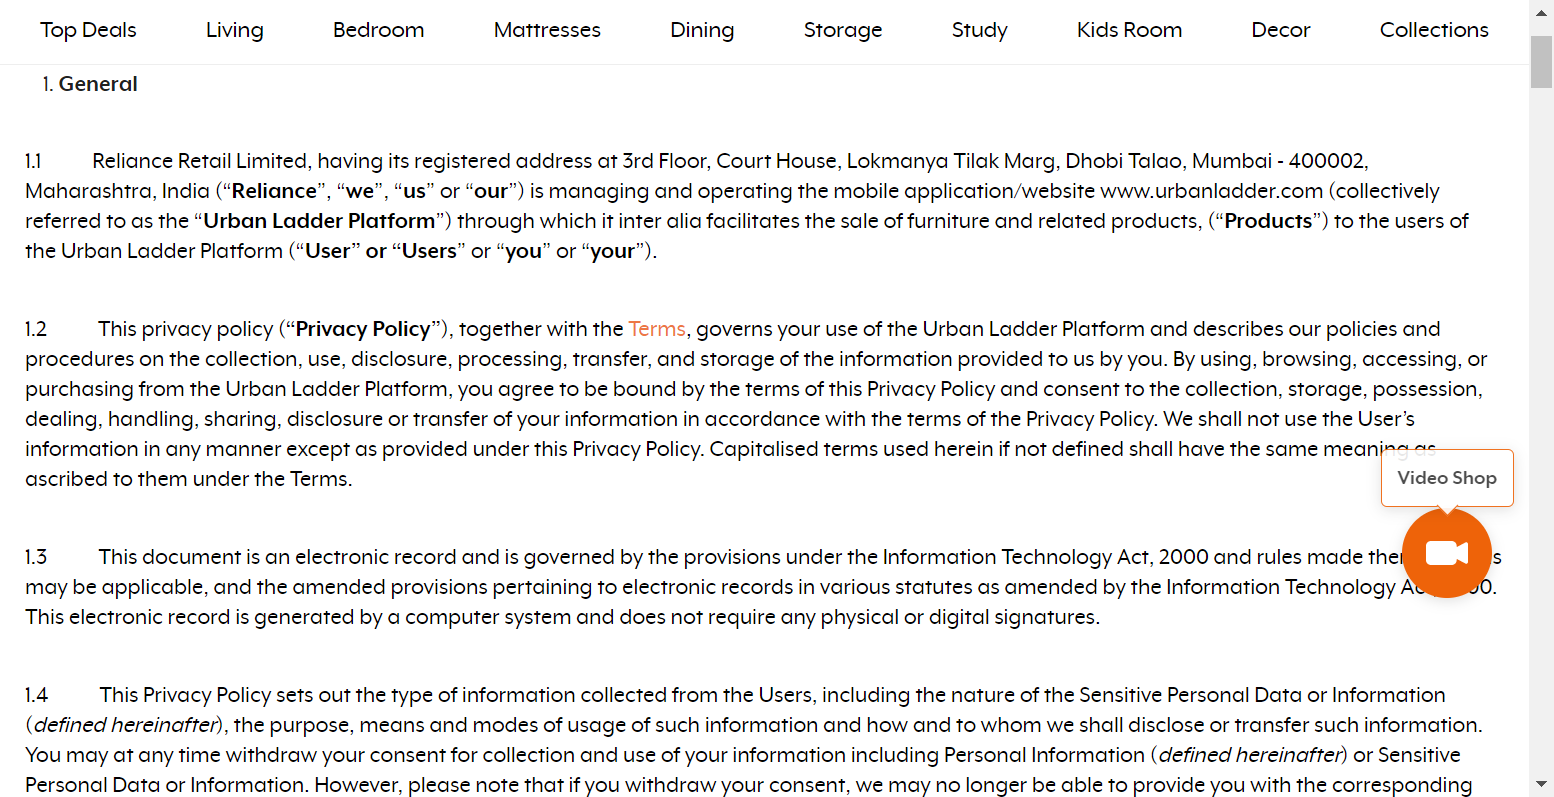 Top Deals Living Bedroom Mattresses Dining Storage Study Kids Room Decor Collections
1. General
1.1 Reliance Retail Limited, having its registered address at 3rd Floor, Court House, Lokmanya Tilak Marg, Dhobi Talao, Mumbai - 400002,
Maharashtra, India (“Reliance”, “we”, “us” or “our”) is managing and operating the mobile application/website www.urbanladder.com (collectively
referred to as the “Urban Ladder Platform”) through which it inter alia facilitates the sale of furniture and related products, (“Products”) to the users of
the Urban Ladder Platform (“User” or “Users” or “you” or “your”).
1.2 This privacy policy (“Privacy Policy”), together with the Terms, governs your use of the Urban Ladder Platform and describes our policies and
procedures on the collection, use, disclosure, processing, transfer, and storage of the information provided to us by you. By using, browsing, accessing, or
purchasing from the Urban Ladder Platform, you agree to be bound by the terms of this Privacy Policy and consent to the collection, storage, possession,
dealing, handling, sharing, disclosure or transfer of your information in accordance with the terms of the Privacy Policy. We shall not use the User’s
information in any manner except as provided under this Privacy Policy. Capitalised terms used herein if not defined shall have the same meaning as
ascribed to them under the Terms.
Video Shop
1.3 This document is an electronic record and is governed by the provisions under the Information Technology Act, 2000 and rules made
may be applicable, and the amended provisions pertaining to electronic records in various statutes as amended by the Information Technology
This electronic record is generated by a computer system and does not require any physical or digital signatures.
1.4 This Privacy Policy sets out the type of information collected from the Users, including the nature of the Sensitive Personal Data or Information
(defined hereinafter), the purpose, means and modes of usage of such information and how and to whom we shall disclose or transfer such information.
You may at any time withdraw your consent for collection and use of your information including Personal Information (defined hereinafter) or Sensitive
Personal Data or Information. However, please note that if you withdraw your consent, we may no longer be able to provide you with the corresponding